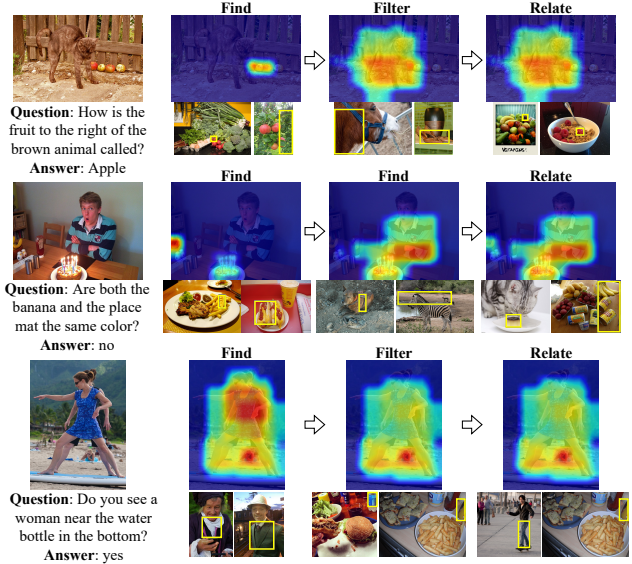 Find
Filter
Relate
Question: How is the
fruit to the right of the
brown animal called?
Answer: Apple
Find
Find
Relate
Question: Are both the
banana and the place
mat the same color?
Answer: no
Find
Filter
Relate
Question: Do you see a
woman near the water
bottle in the bottom?
Answer: yes